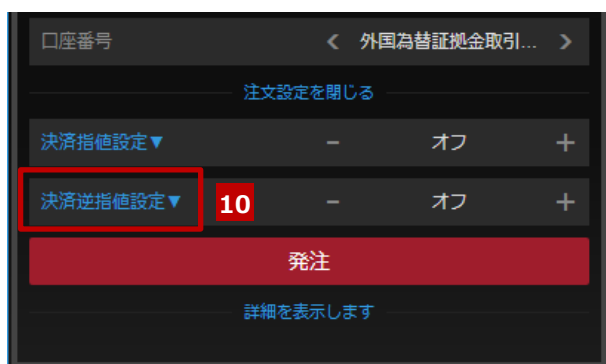 口座番号 < 外国為替証拠金取引... >
注文設定を閉じる
決済指値設定▼ - オフ +
決済逆指値設定▼ 10 - オフ +
発注
詳細を表示します